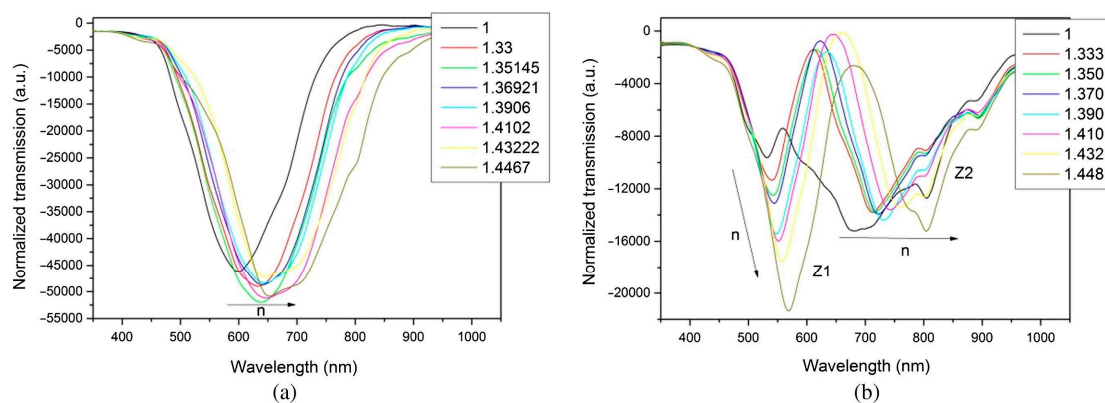 0
−5000
−10000
−15000
−20000
−25000
−30000
−35000
−40000
−45000
−50000
−55000
Normalized transmission (a.u.)
400 500 600 700 800 900 1000
Wavelength (nm)
n
1
1.33
1.35145
1.36921
1.3906
1.4102
1.43222
1.4467
(a)
0
−4000
−8000
−12000
−16000
−20000
Normalized transmission (a.u.)
400 500 600 700 800 900 1000
Wavelength (nm)
n
Z1
n
Z2
1
1.333
1.350
1.370
1.390
1.410
1.432
1.448
(b)